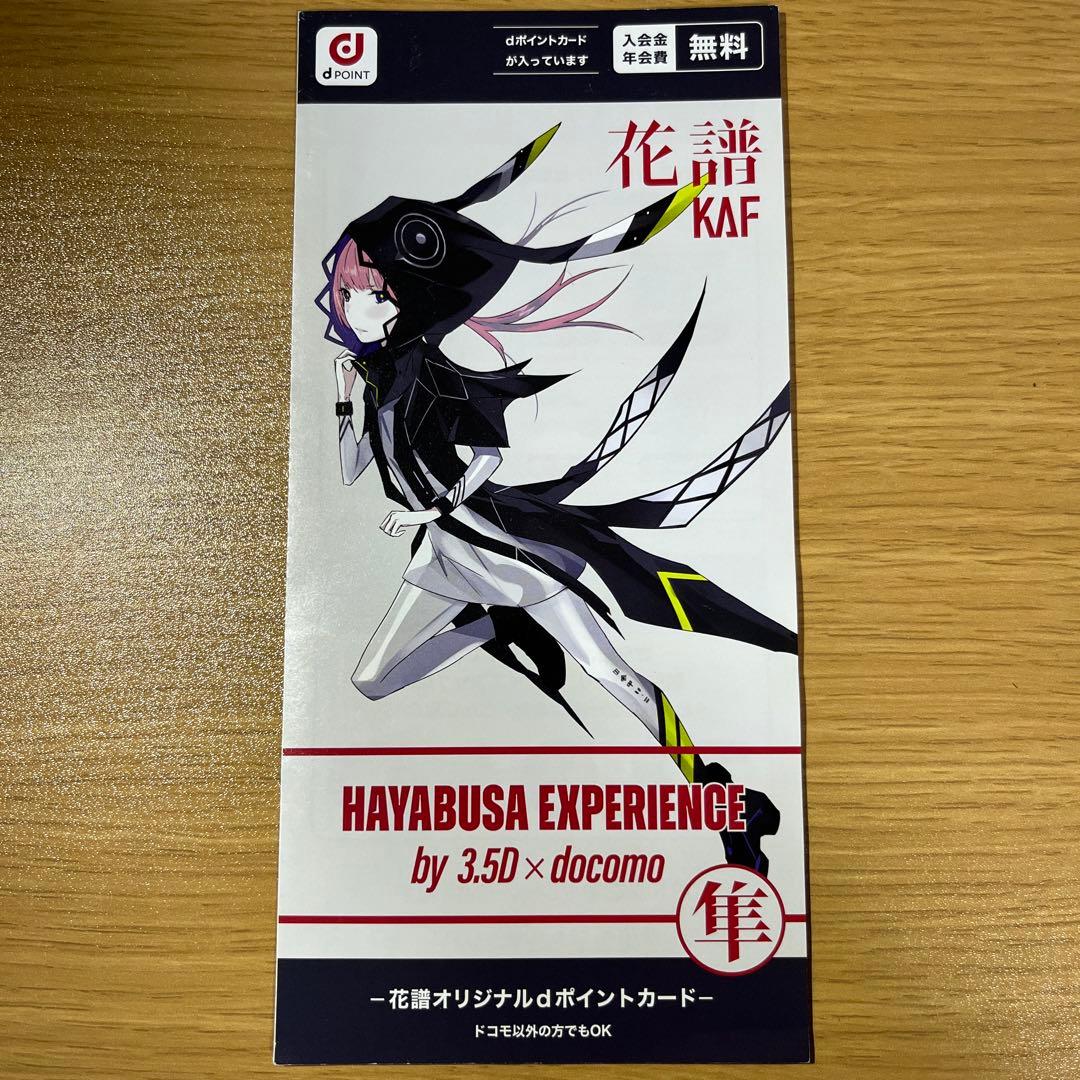 d POINT
dポイントカード
が入っています
入会金
年会費
無料
花譜
KAF
HAYABUSA EXPERIENCE
by 3.5D×docomo
隼
−花譜オリジナルdポイントカード−
ドコモ以外の方でもOK